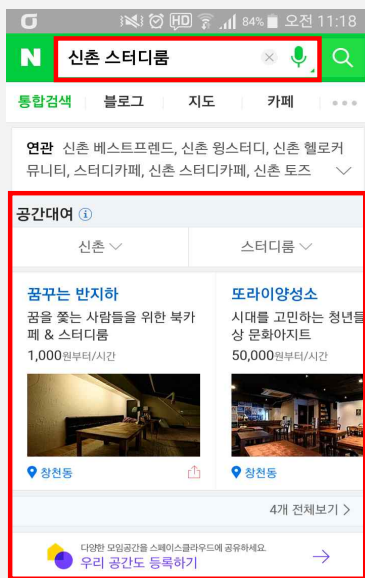 HD 84% 오전 11:18
N 신촌 스터디룸
통합검색 블로그 지도 카페
연관 신촌 베스트프렌드, 신촌 윙스터디, 신촌 헬로커
뮤니티, 스터디카페, 신촌 스터디카페, 신촌 토즈
공간대여
신촌 스터디룸
꿈꾸는 반지하
꿈을 쫓는 사람들을 위한 북카
페 & 스터디룸
1,000원부터/시간
창천동
또라이양성소
시대를 고민하는 청년들
상 문화아지트
50,000원부터/시간
창천동
4개 전체보기 >
다양한 모임공간을 스페이스클라우드에 공유하세요.
우리 공간도 등록하기